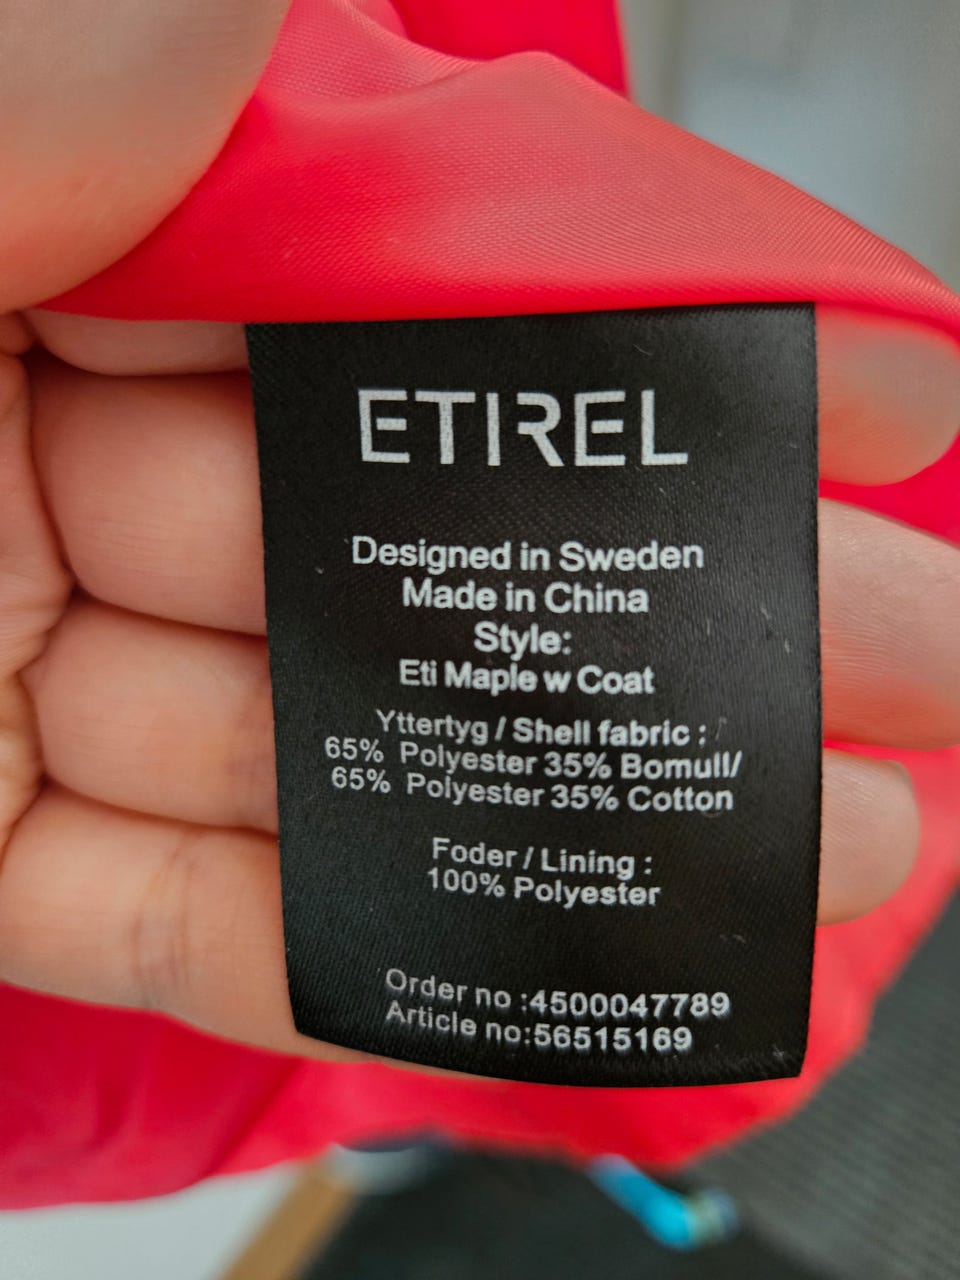 ETIREL
Designed in Sweden
Made in China
Style:
Eti Maple w Coat
Yttertyg / Shell fabric :
65% Polyester 35% Bomull/
65% Polyester 35% Cotton
Foder / Lining :
100% Polyester
Order no :4500047789
Article no:56515169